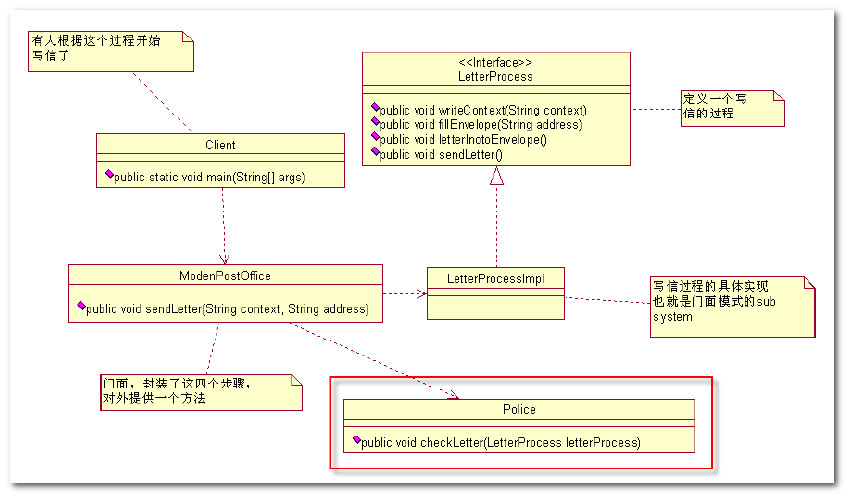 有人根据这个过程开始
写信了
<<Interface>>
LetterProcess
public void writeContext(String context)
public void fillEnvelope(String address)
public void letterInotoEnvelope()
public void sendLetter()
定义一个写
信的过程
Client
public static void main(String[] args)
ModenPostOffice
public void sendLetter(String context, String address)
LetterProcessImpl
写信过程的具体实现
也就是门面模式的sub
system
门面，封装了这四个步骤，
对外提供一个方法
Police
public void checkLetter(LetterProcess letterProcess)